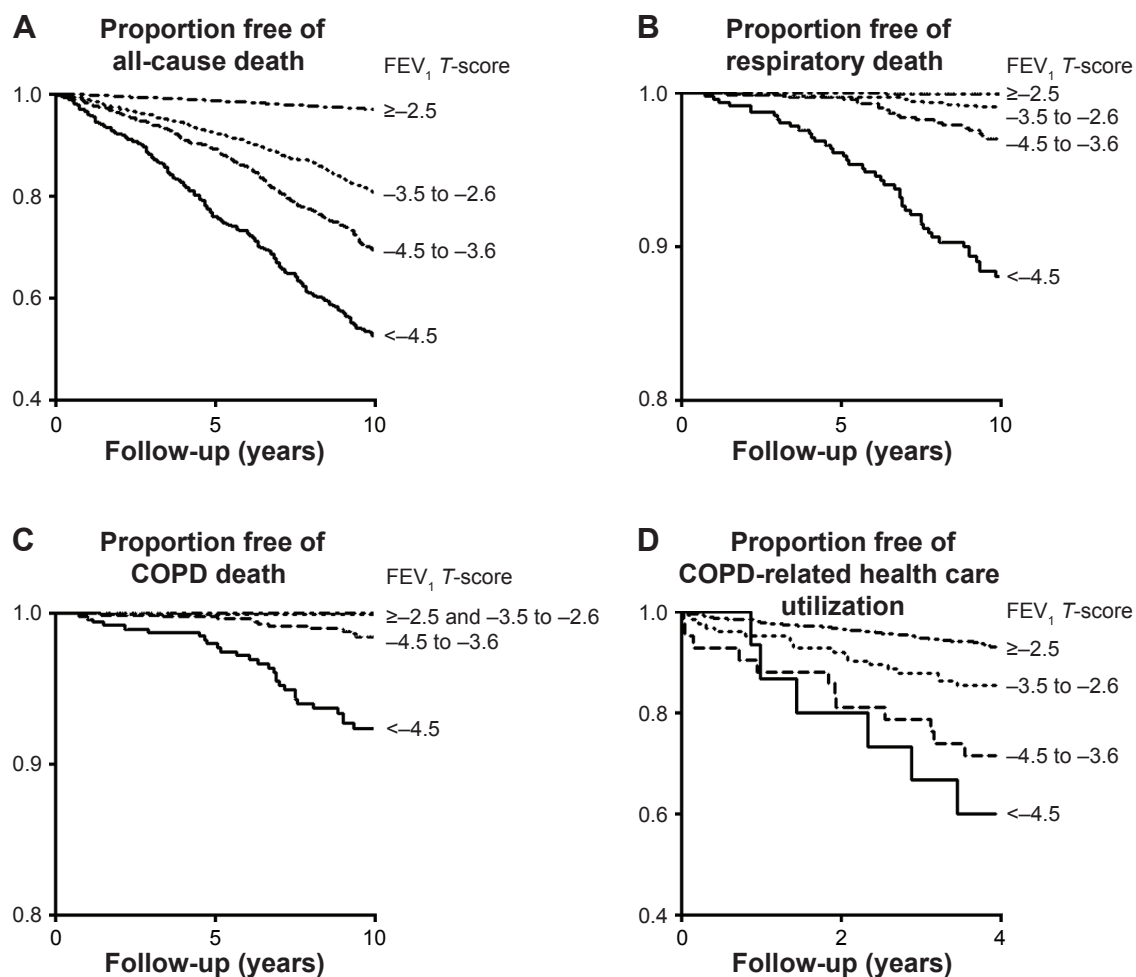 A
Proportion free of
all-cause death
FEV1 T-score
1.0
0.8
0.6
0.4
≥–2.5
–3.5 to –2.6
–4.5 to –3.6
<–4.5
0 5 10
Follow-up (years)
B
Proportion free of
respiratory death
FEV1 T-score
1.0
0.9
0.8
≥–2.5
–3.5 to –2.6
–4.5 to –3.6
<–4.5
0 5 10
Follow-up (years)
C
Proportion free of
COPD death
FEV1 T-score
1.0
0.9
0.8
≥–2.5 and –3.5 to –2.6
–4.5 to –3.6
<–4.5
0 5 10
Follow-up (years)
D
Proportion free of
COPD-related health care
utilization
FEV1 T-score
1.0
0.8
0.6
0.4
≥–2.5
–3.5 to –2.6
–4.5 to –3.6
<–4.5
0 2 4
Follow-up (years)